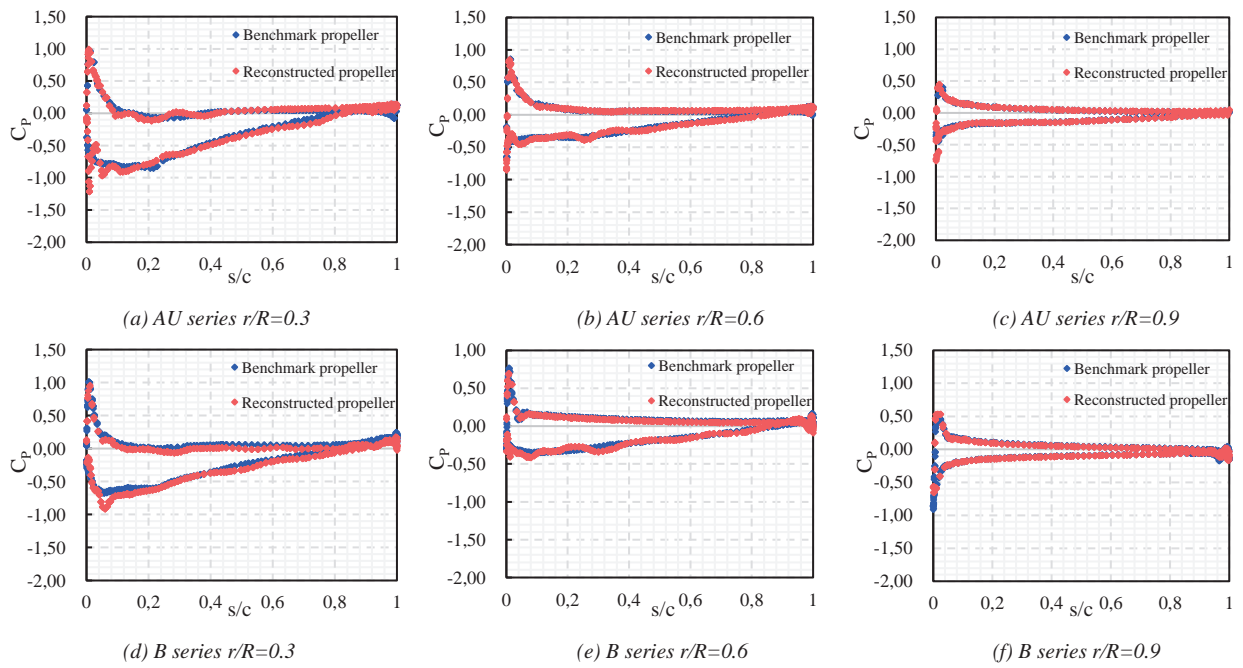 1,50
1,00
0,50
0,00
-0,50
-1,00
-1,50
-2,00
C_P
0 0,2 0,4 0,6 0,8 1
s/c
Benchmark propeller
Reconstructed propeller
(a) AU series r/R=0.3
1,50
1,00
0,50
0,00
-0,50
-1,00
-1,50
-2,00
C_P
0 0,2 0,4 0,6 0,8 1
s/c
Benchmark propeller
Reconstructed propeller
(b) AU series r/R=0.6
1,50
1,00
0,50
0,00
-0,50
-1,00
-1,50
-2,00
C_P
0 0,2 0,4 0,6 0,8 1
s/c
Benchmark propeller
Reconstructed propeller
(c) AU series r/R=0.9
1,50
1,00
0,50
0,00
-0,50
-1,00
-1,50
-2,00
C_P
0 0,2 0,4 0,6 0,8 1
s/c
Benchmark propeller
Reconstructed propeller
(d) B series r/R=0.3
1,00
0,50
0,00
-0,50
-1,00
-1,50
-2,00
C_P
0 0,2 0,4 0,6 0,8 1
s/c
Benchmark propeller
Reconstructed propeller
(e) B series r/R=0.6
1,50
1,00
0,50
0,00
-0,50
-1,00
-1,50
-2,00
C_P
0 0,2 0,4 0,6 0,8 1
s/c
Benchmark propeller
Reconstructed propeller
(f) B series r/R=0.9